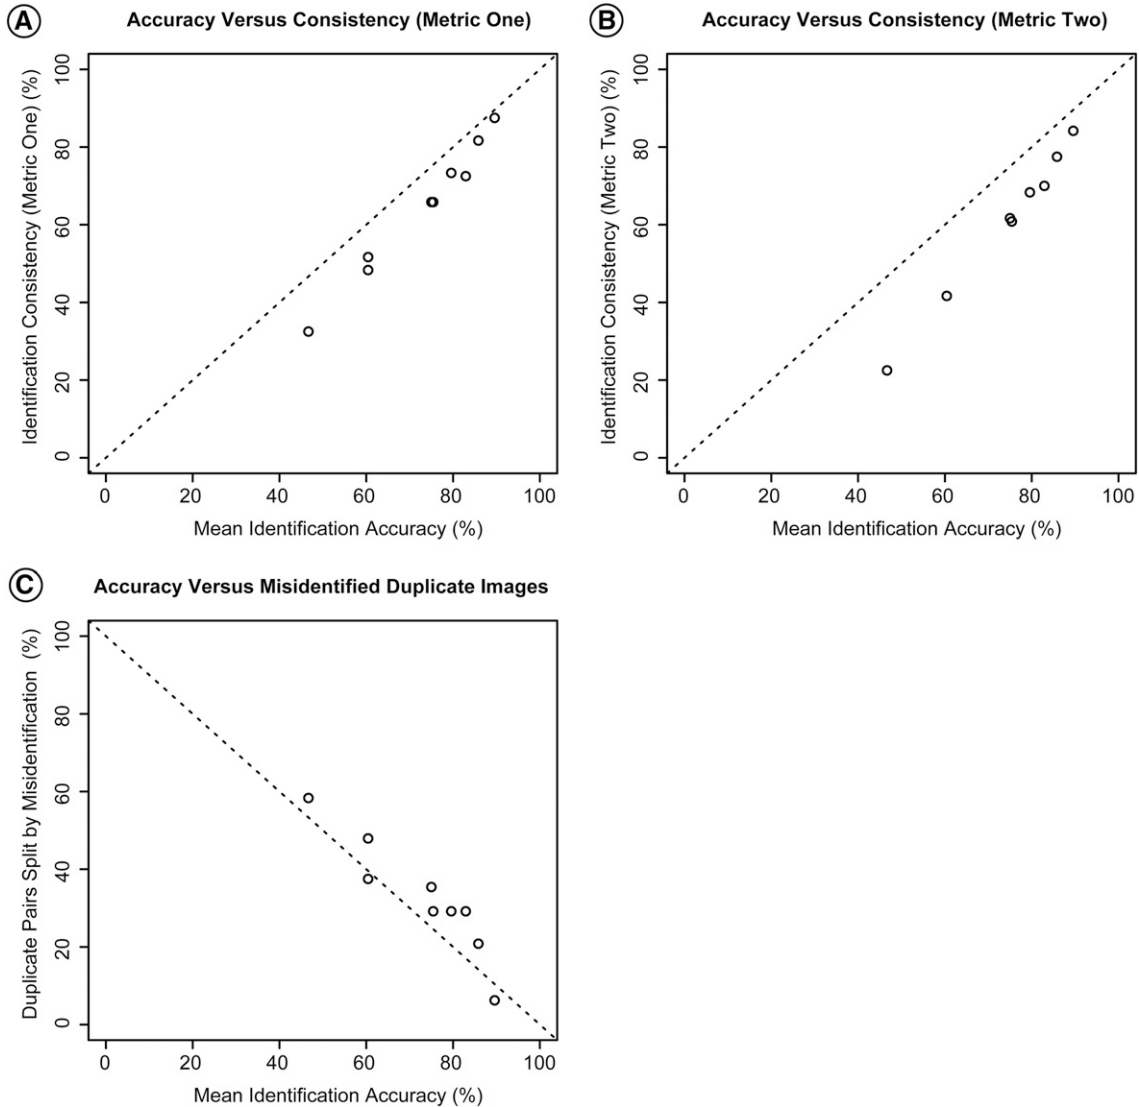 A
Accuracy Versus Consistency (Metric One)
Identification Consistency (Metric One) (%)
100
80
60
40
20
0
0 20 40 60 80 100
Mean Identification Accuracy (%)
B
Accuracy Versus Consistency (Metric Two)
Identification Consistency (Metric Two) (%)
100
80
60
40
20
0
0 20 40 60 80 100
Mean Identification Accuracy (%)
C
Accuracy Versus Misidentified Duplicate Images
Duplicate Pairs Split by Misidentification (%)
100
80
60
40
20
0
0 20 40 60 80 100
Mean Identification Accuracy (%)